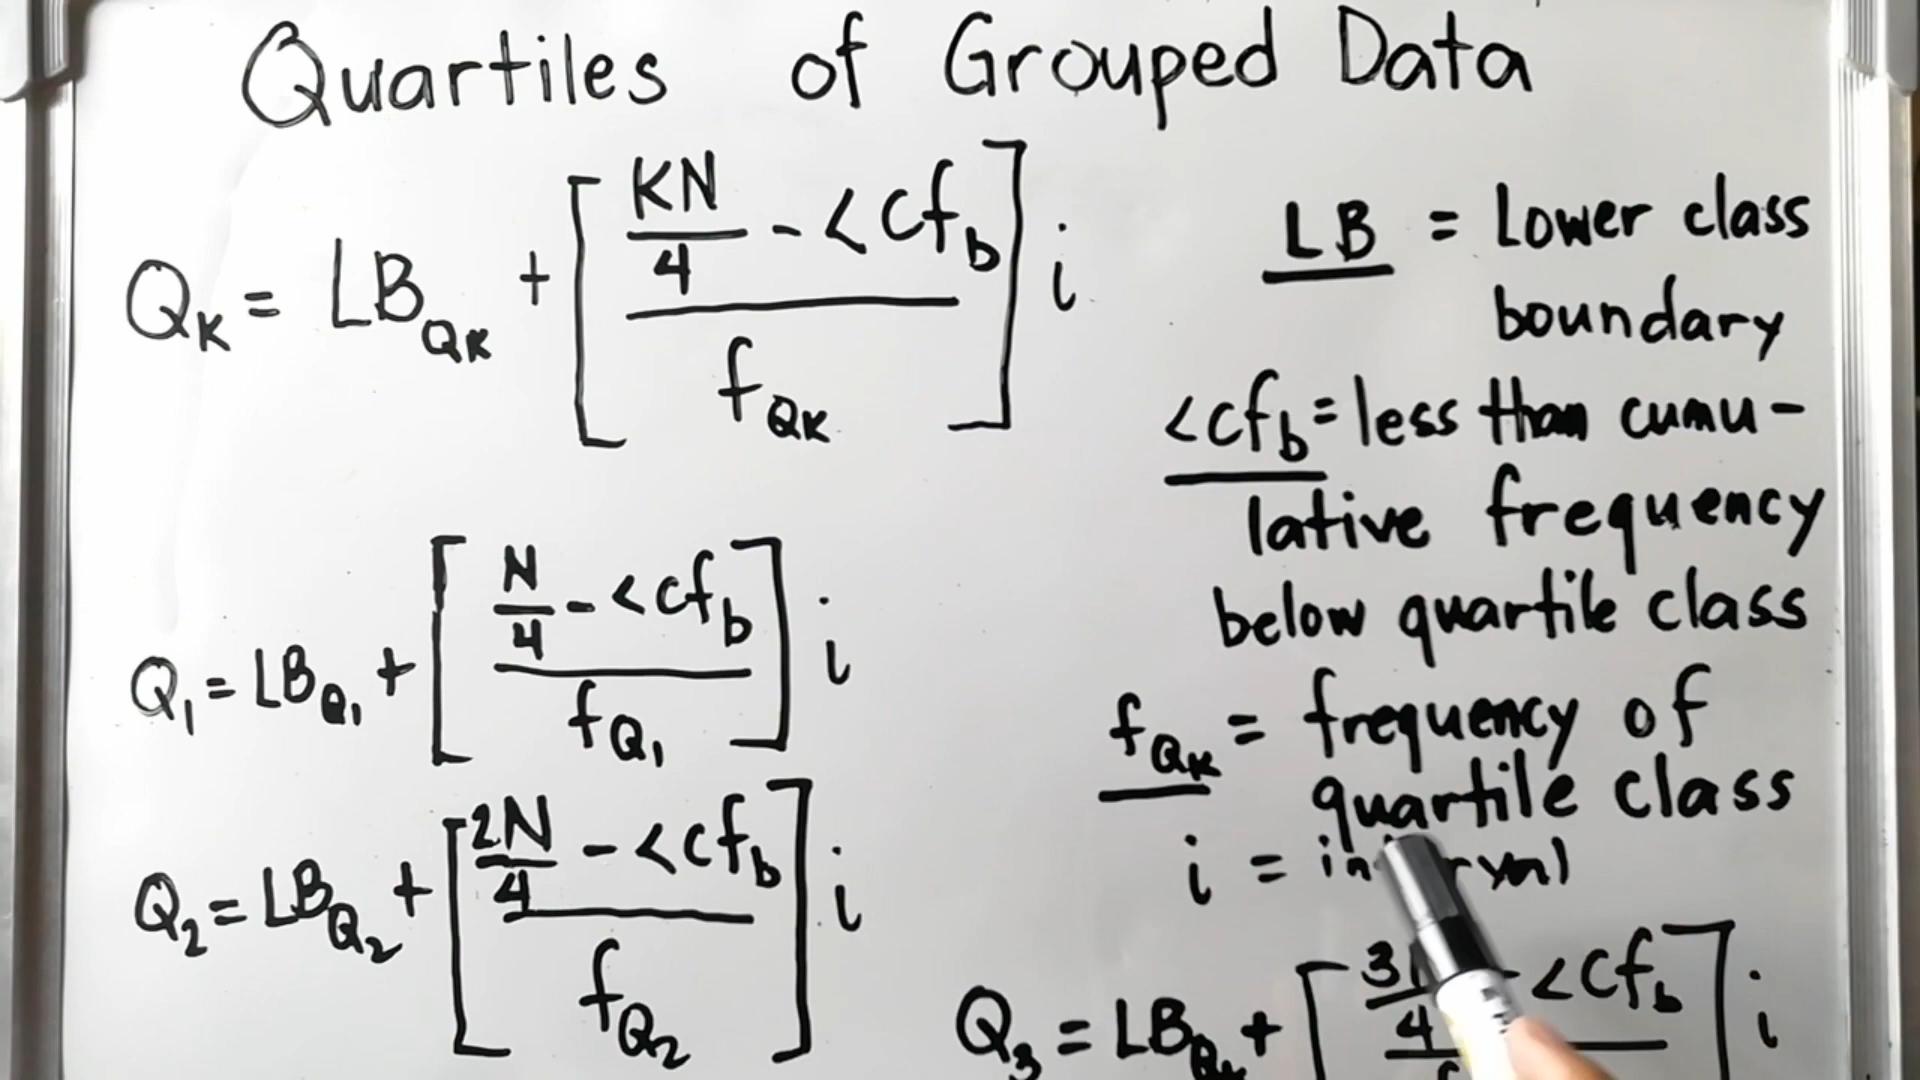 Quartiles of Grouped Data
Q_K = LB_QK + [ (KN/4 - <cf_b) / f_QK ] i
LB = Lower class
boundary
<cf_b = less than cumu-
lative frequency
below quartile class
Q_1 = LB_Q1 + [ (N/4 - <cf_b) / f_Q1 ] i
f_QK = frequency of
quartile class
i =
Q_2 = LB_Q2 + [ (2N/4 - <cf_b) / f_Q2 ] i
Q_3 = LB + [ 3 /4 <cf_b ] i